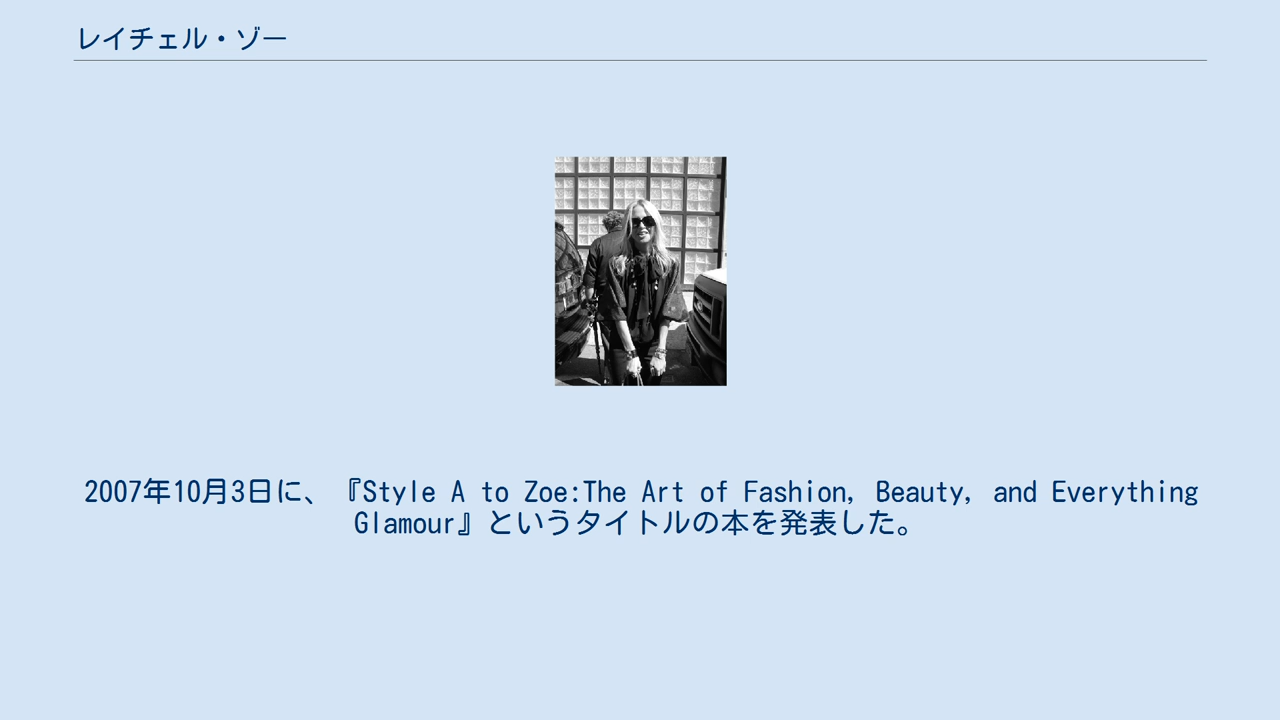 レイチェル・ゾー
2007年10月3日に、『Style A to Zoe:The Art of Fashion, Beauty, and Everything
Glamour』というタイトルの本を発表した。